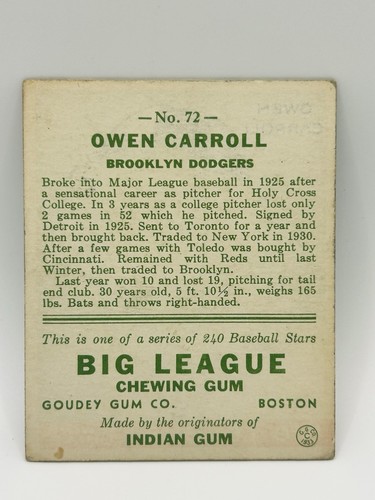 — No. 72 —
OWEN CARROLL
BROOKLYN DODGERS
Broke into Major League baseball in 1925 after
a sensational career as pitcher for Holy Cross
College. In 3 years as a college pitcher lost only
2 games in 52 which he pitched. Signed by
Detroit in 1925. Sent to Toronto for a year and
then brought back. Traded to New York in 1930.
After a few games with Toledo was bought by
Cincinnati. Remained with Reds until last
Winter, then traded to Brooklyn.
Last year won 10 and lost 19, pitching for tail
end club. 30 years old, 5 ft. 10½ in., weighs 165
lbs. Bats and throws right-handed.
This is one of a series of 240 Baseball Stars
BIG LEAGUE
CHEWING GUM
GOUDEY GUM CO. BOSTON
Made by the originators of
INDIAN GUM